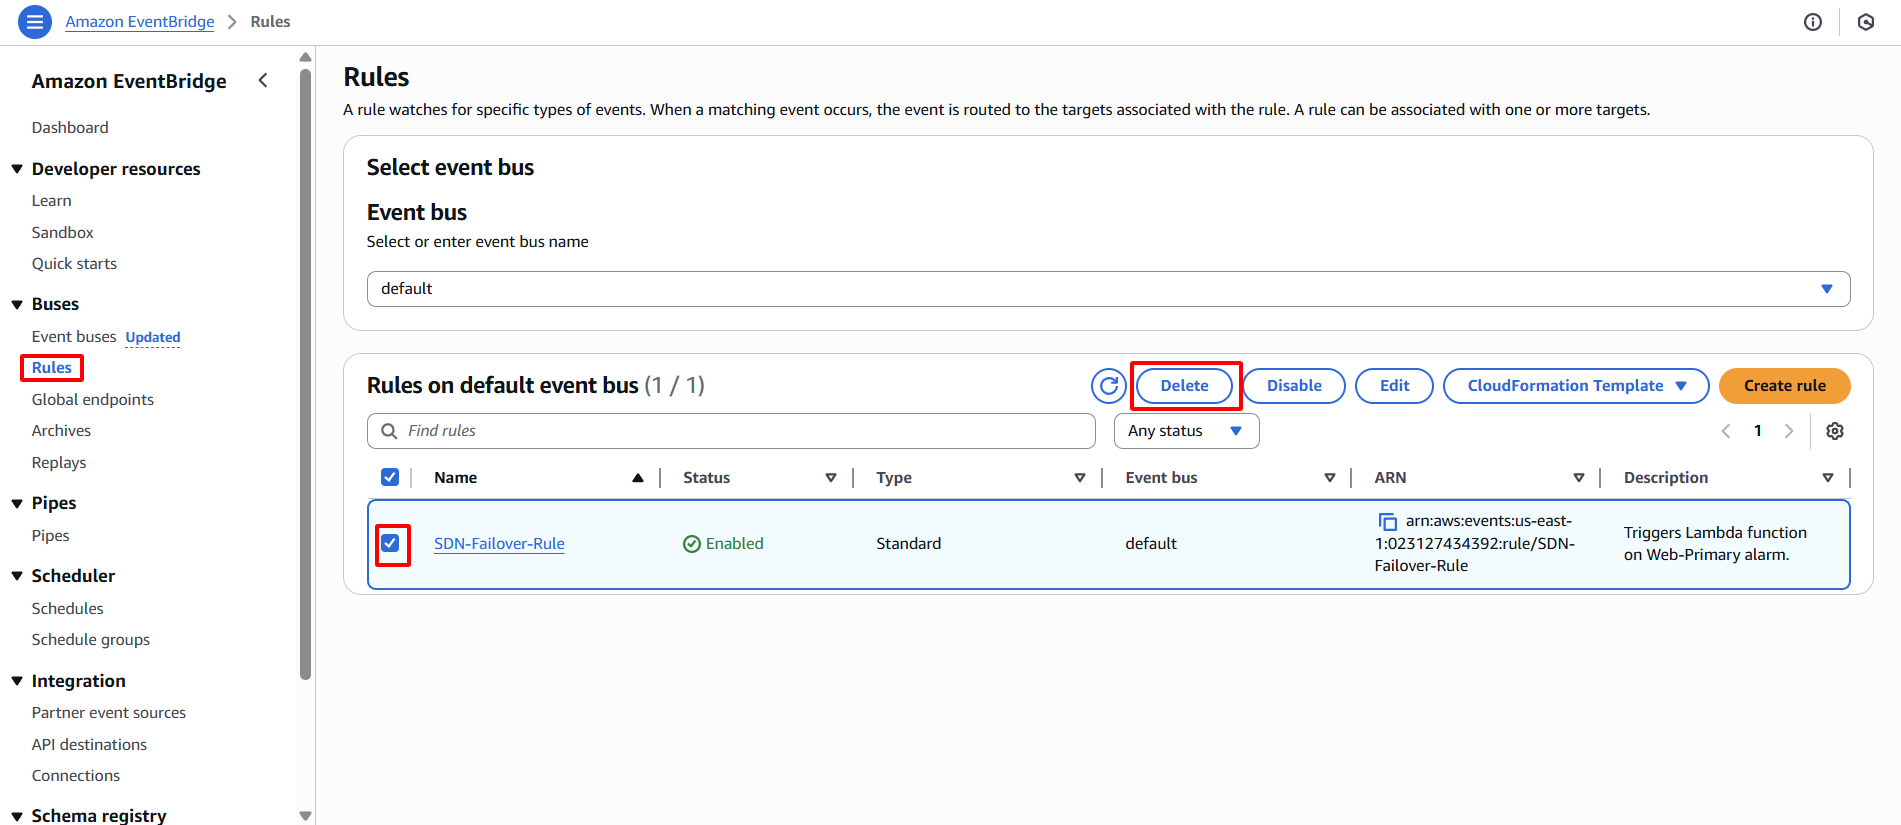 Amazon EventBridge > Rules
Amazon EventBridge
Dashboard
Developer resources
Learn
Sandbox
Quick starts
Buses
Event buses Updated
Rules
Global endpoints
Archives
Replays
Pipes
Pipes
Scheduler
Schedules
Schedule groups
Integration
Partner event sources
API destinations
Connections
Schema registry
Rules
A rule watches for specific types of events. When a matching event occurs, the event is routed to the targets associated with the rule. A rule can be associated with one or more targets.
Select event bus
Event bus
Select or enter event bus name
default
Rules on default event bus (1 / 1)
Delete
Disable
Edit
CloudFormation Template
Create rule
Find rules
Any status
1
Name
Status
Type
Event bus
ARN
Description
SDN-Failover-Rule
Enabled
Standard
default
arn:aws:events:us-east-
1:023127434392:rule/SDN-
Failover-Rule
Triggers Lambda function
on Web-Primary alarm.